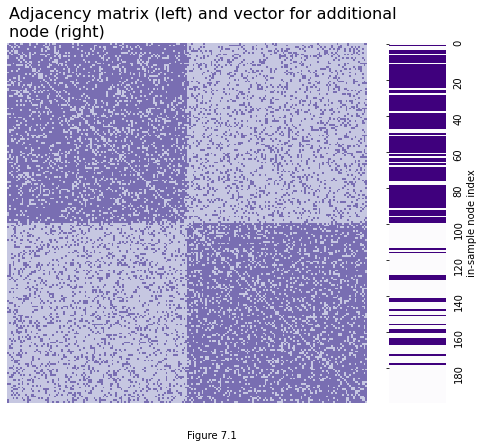 Adjacency matrix (left) and vector for additional
node (right)
0
20
40
60
80
100
120
140
160
180
in-sample node index
Figure 7.1